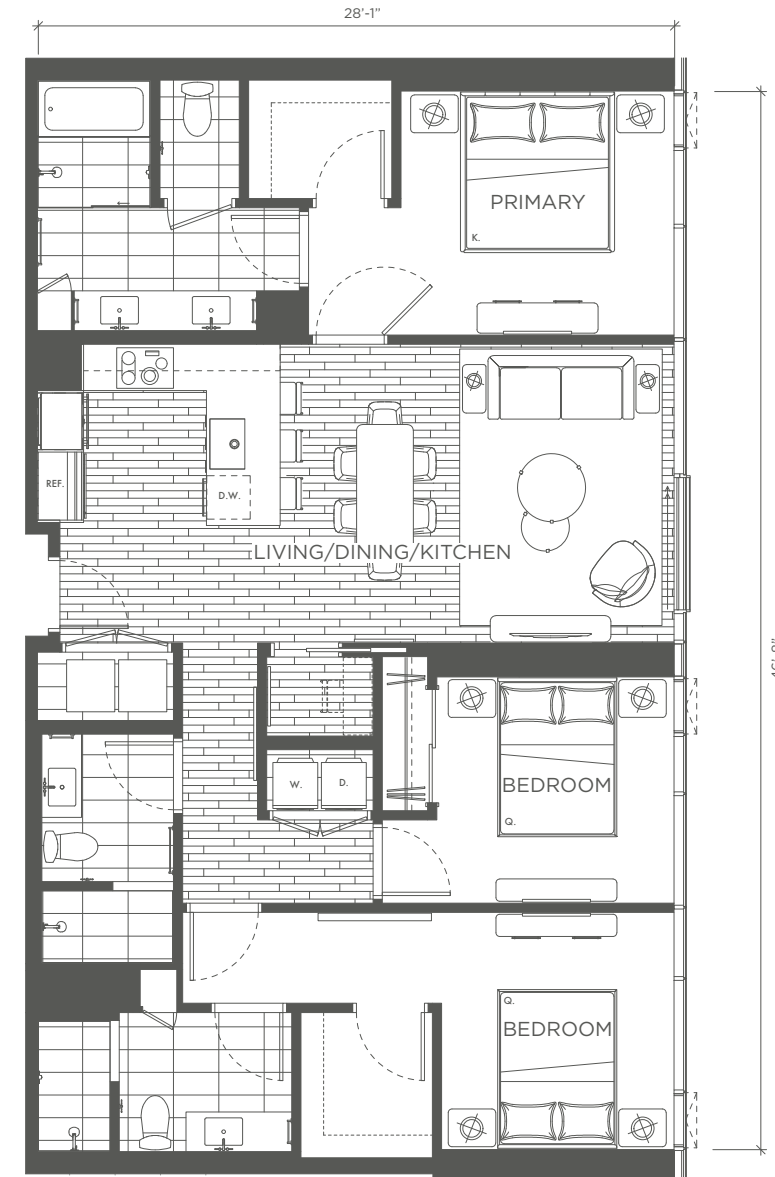 28'-1"
PRIMARY
K.
REF.
D.W.
LIVING/DINING/KITCHEN
W.
D.
BEDROOM
Q.
Q.
BEDROOM